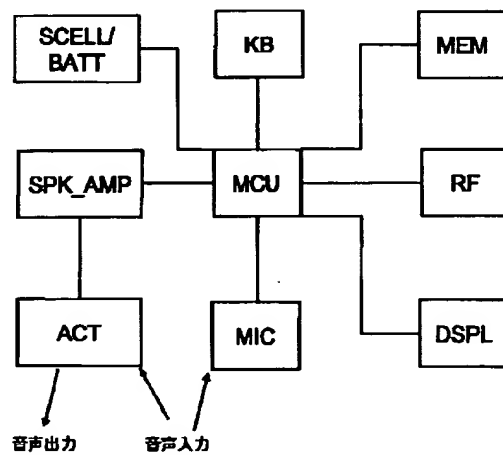 SCELL/
BATT
KB
MEM
SPK_AMP
MCU
RF
ACT
MIC
DSPL
音声出力
音声入力